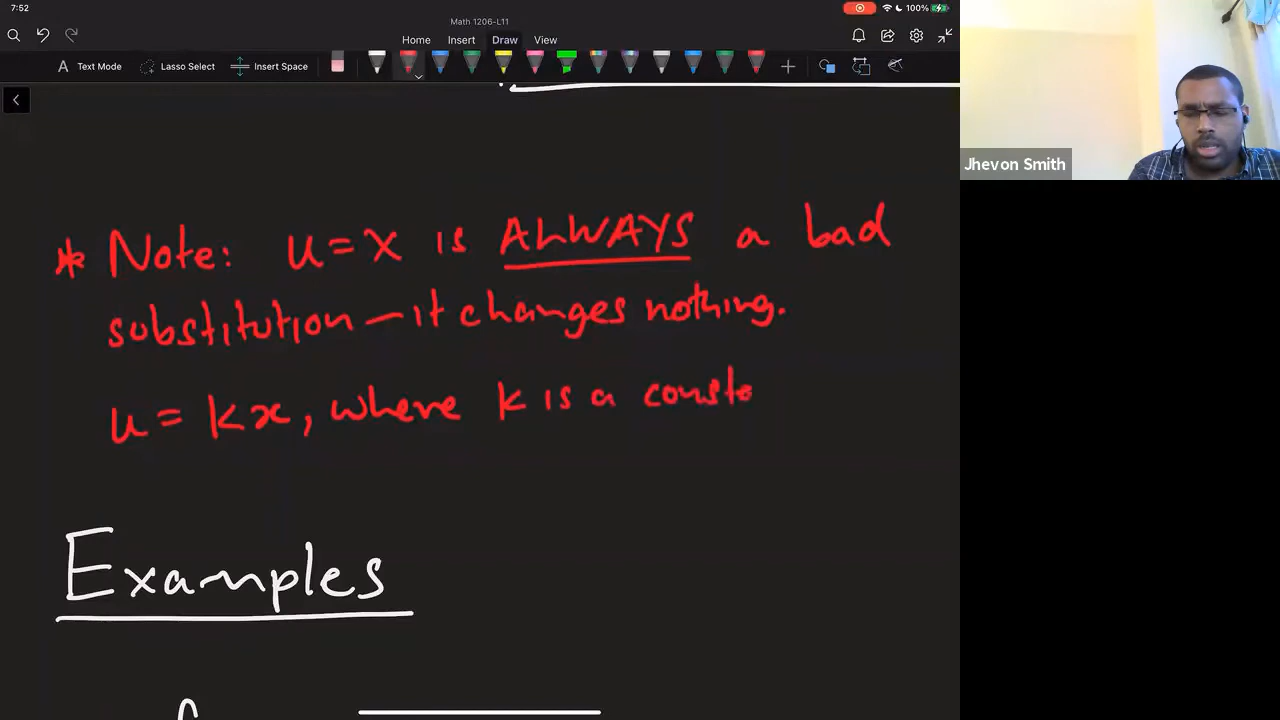 7:52
Math 1206-L11
100%
Home Insert Draw View
Text Mode Lasso Select Insert Space
Jhevon Smith
* Note: u = x is ALWAYS a bad
substitution — it changes nothing.
u = kx, where k is a consta
Examples